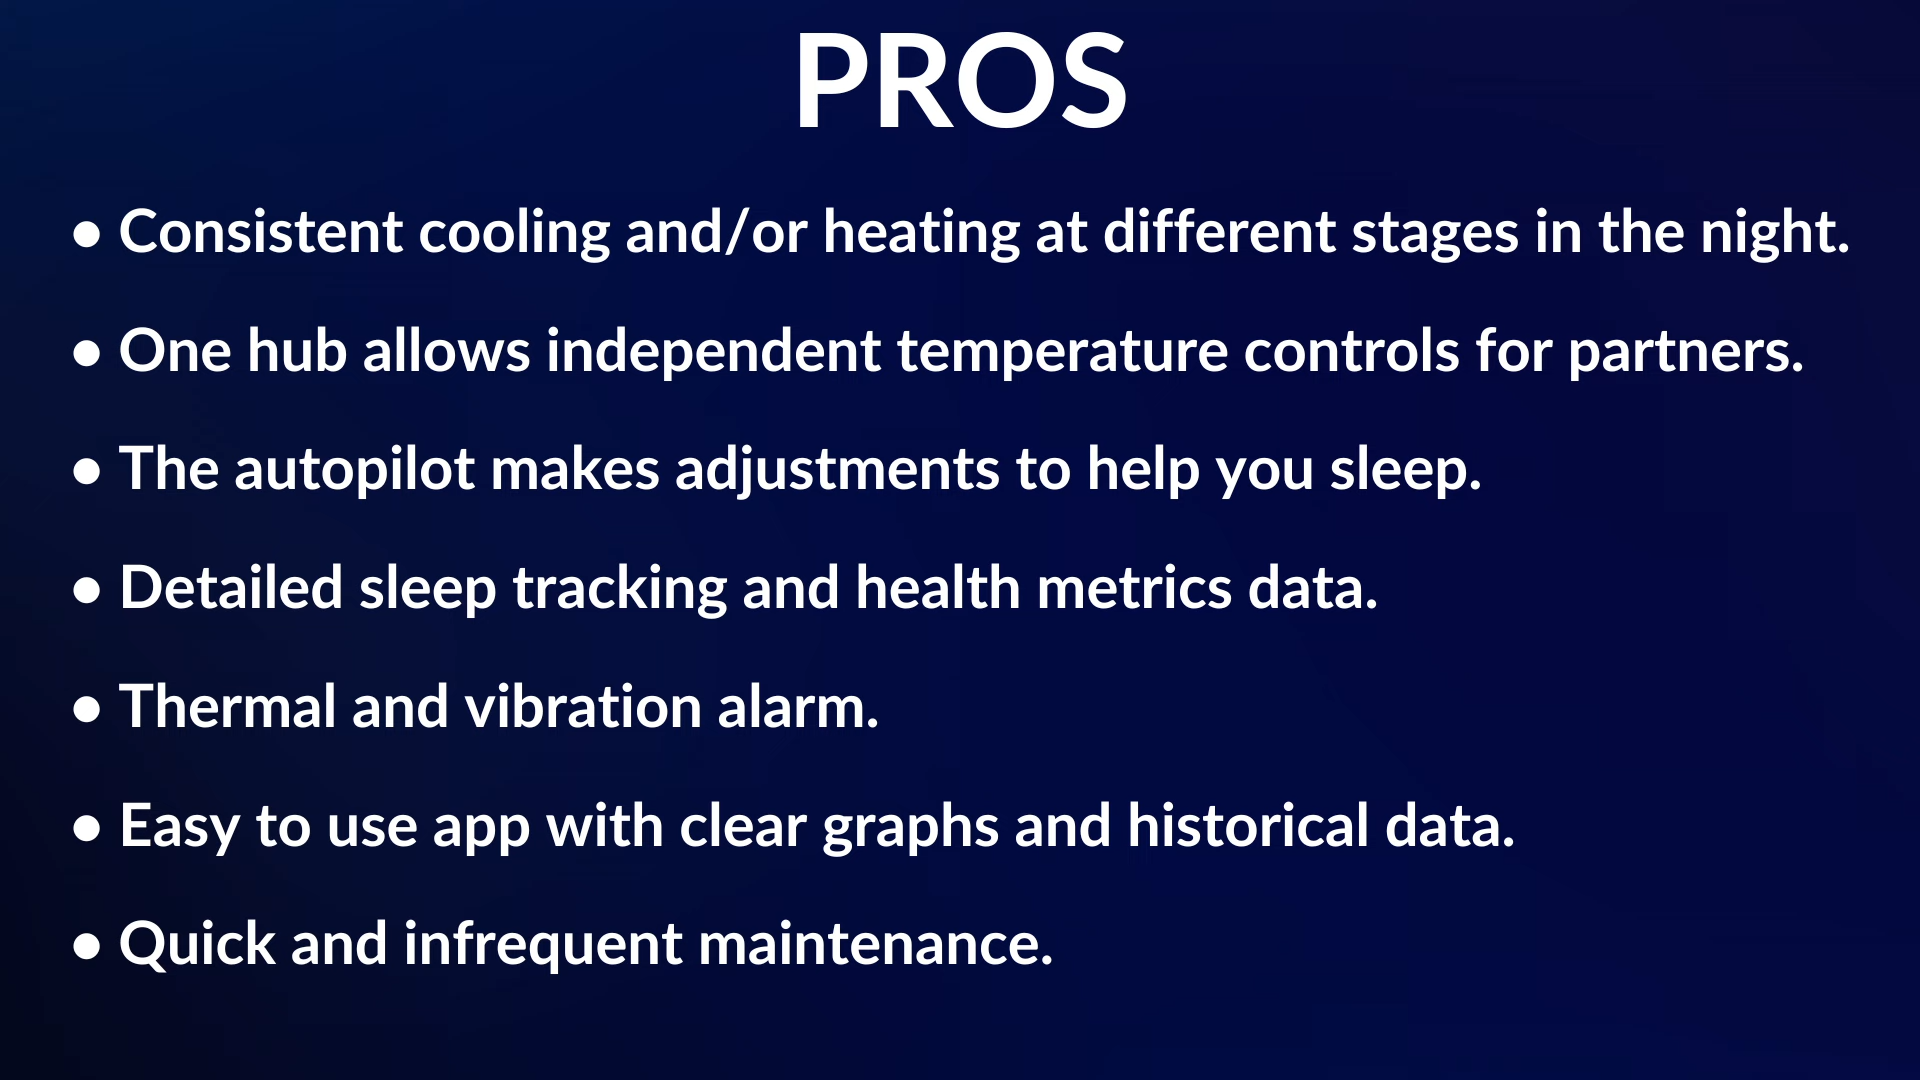 PROS
• Consistent cooling and/or heating at different stages in the night.
• One hub allows independent temperature controls for partners.
• The autopilot makes adjustments to help you sleep.
• Detailed sleep tracking and health metrics data.
• Thermal and vibration alarm.
• Easy to use app with clear graphs and historical data.
• Quick and infrequent maintenance.